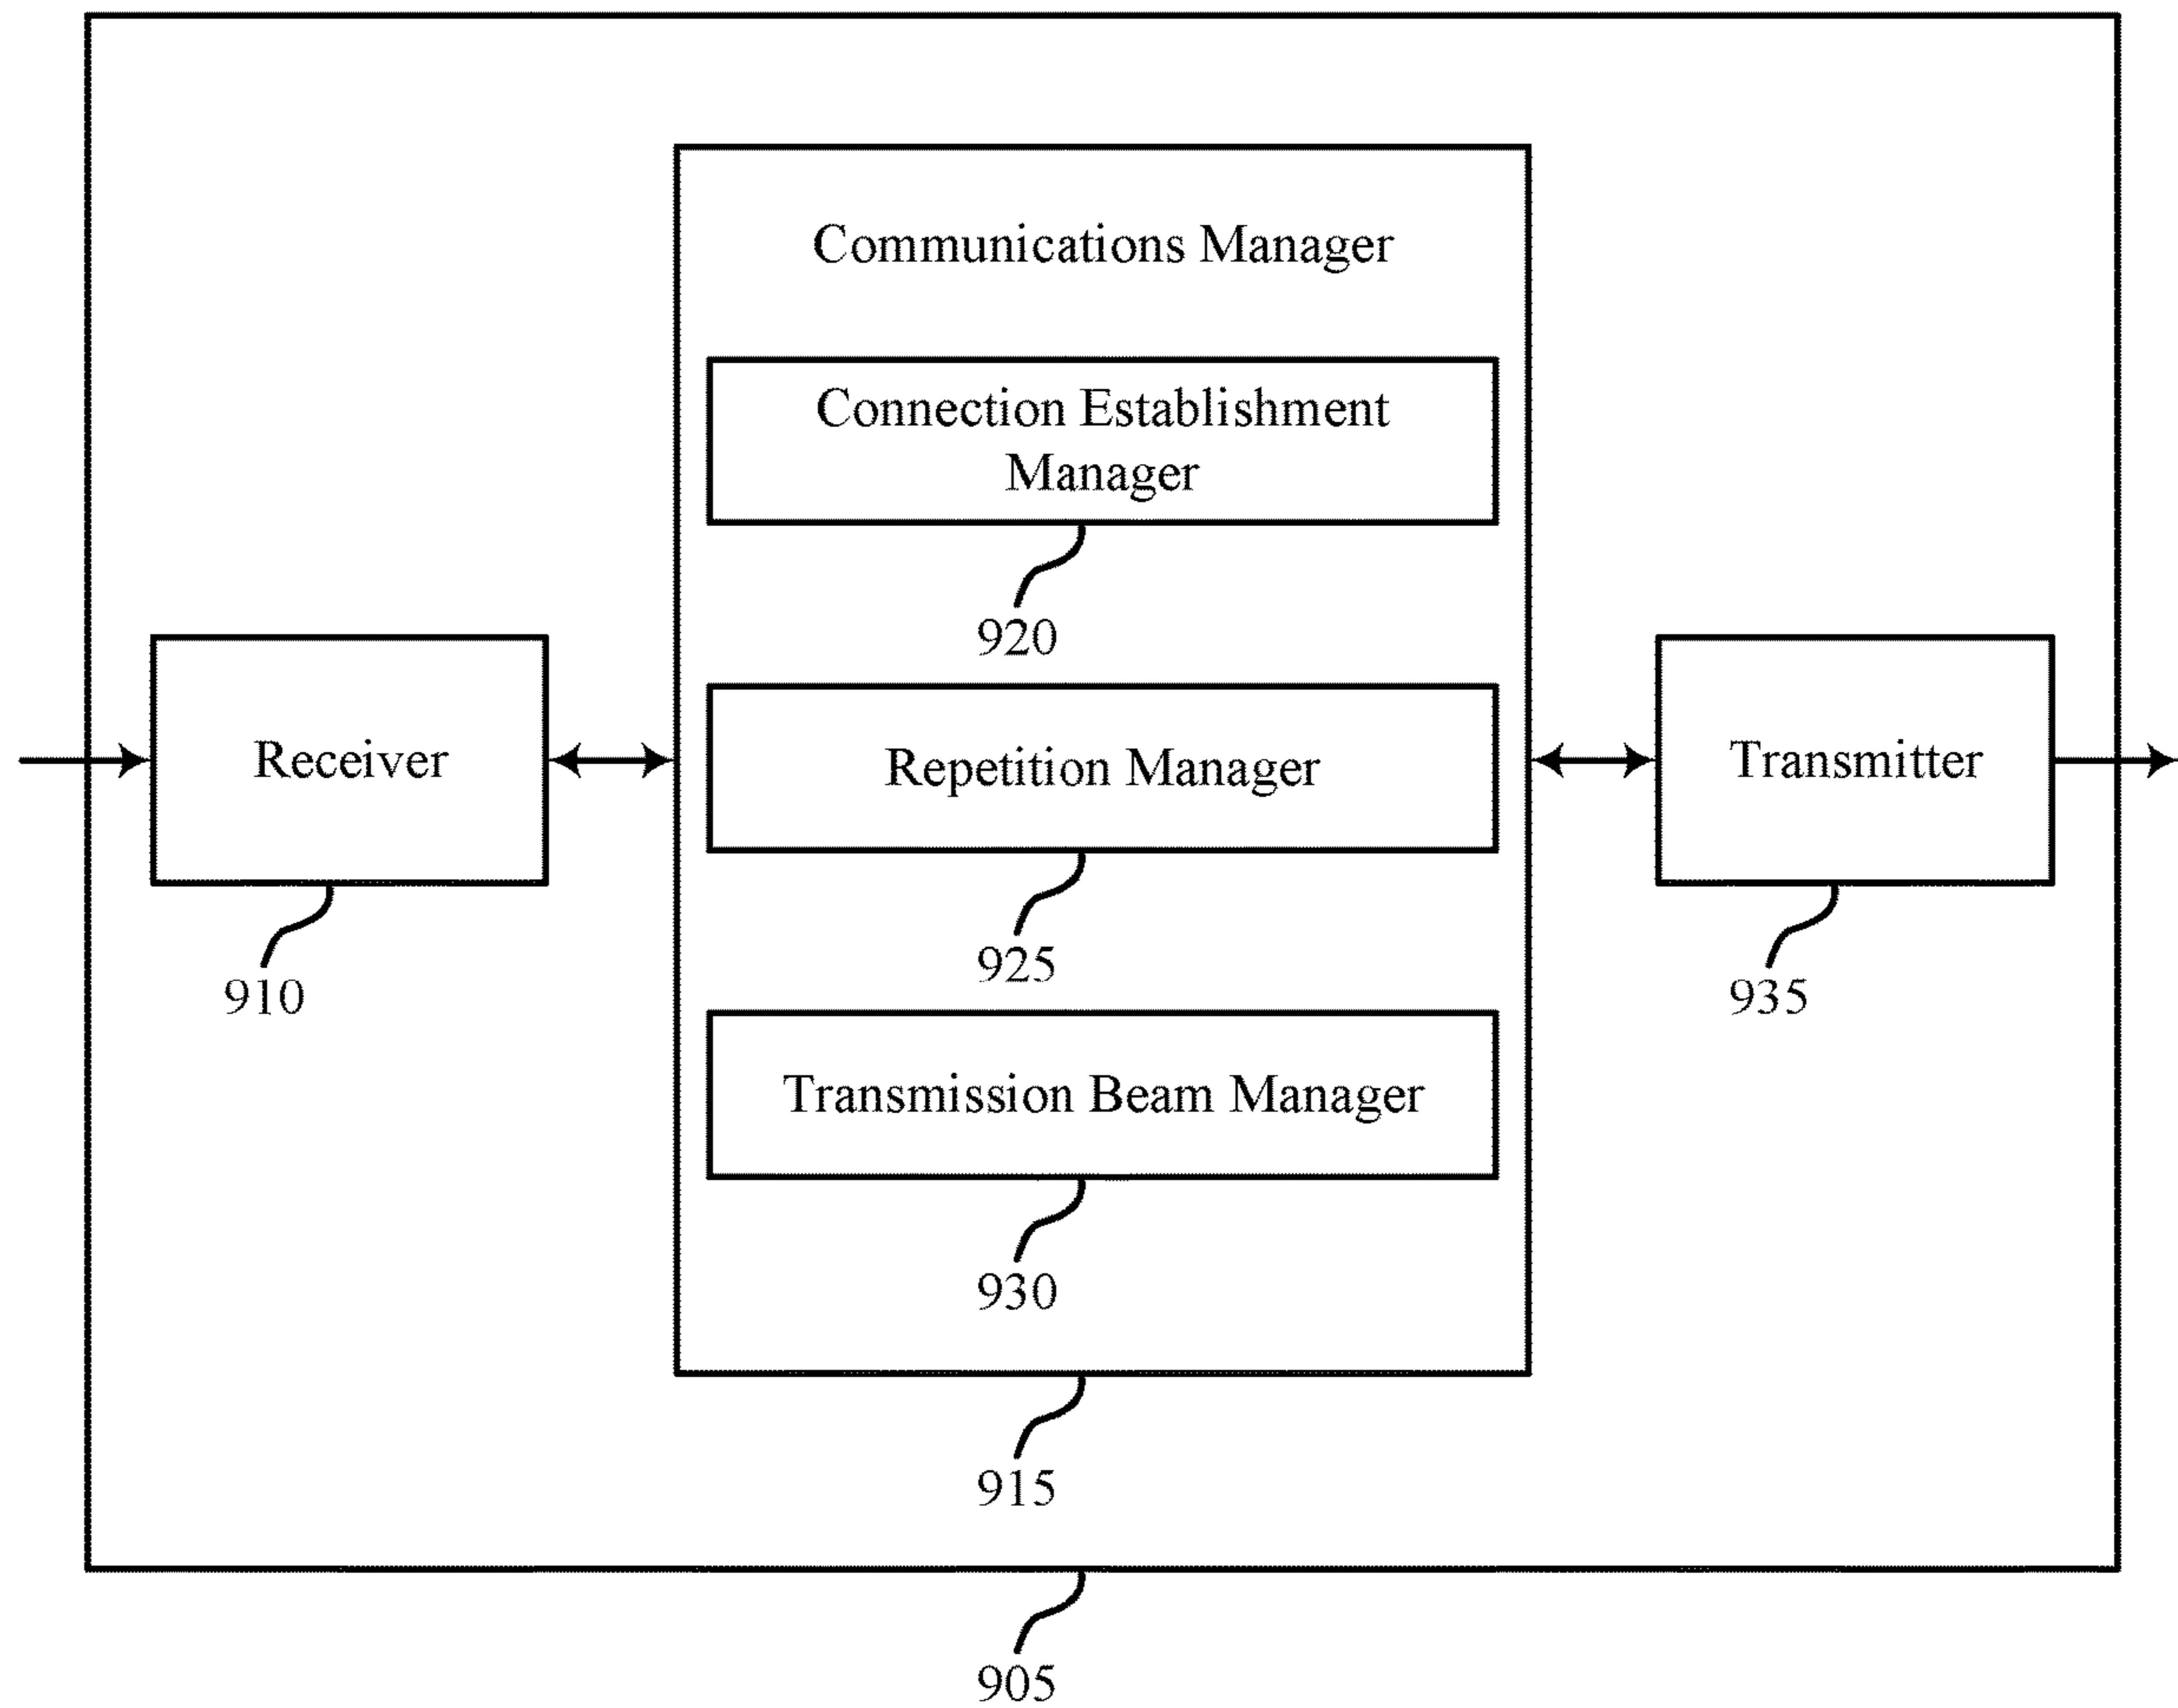 Communications Manager
Connection Establishment
Manager
920
Receiver
910
Repetition Manager
925
Transmitter
935
Transmission Beam Manager
930
915
905